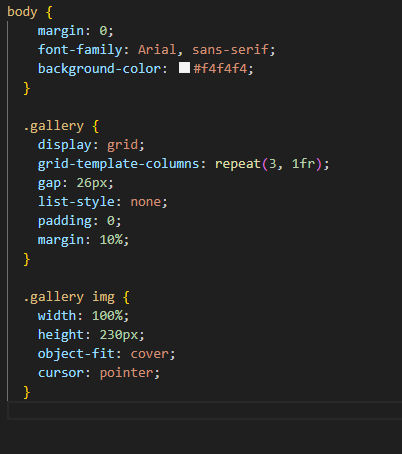 body {
    margin: 0;
    font-family: Arial, sans-serif;
    background-color: #f4f4f4;
  }

  .gallery {
    display: grid;
    grid-template-columns: repeat(3, 1fr);
    gap: 26px;
    list-style: none;
    padding: 0;
    margin: 10%;
  }

  .gallery img {
    width: 100%;
    height: 230px;
    object-fit: cover;
    cursor: pointer;
  }